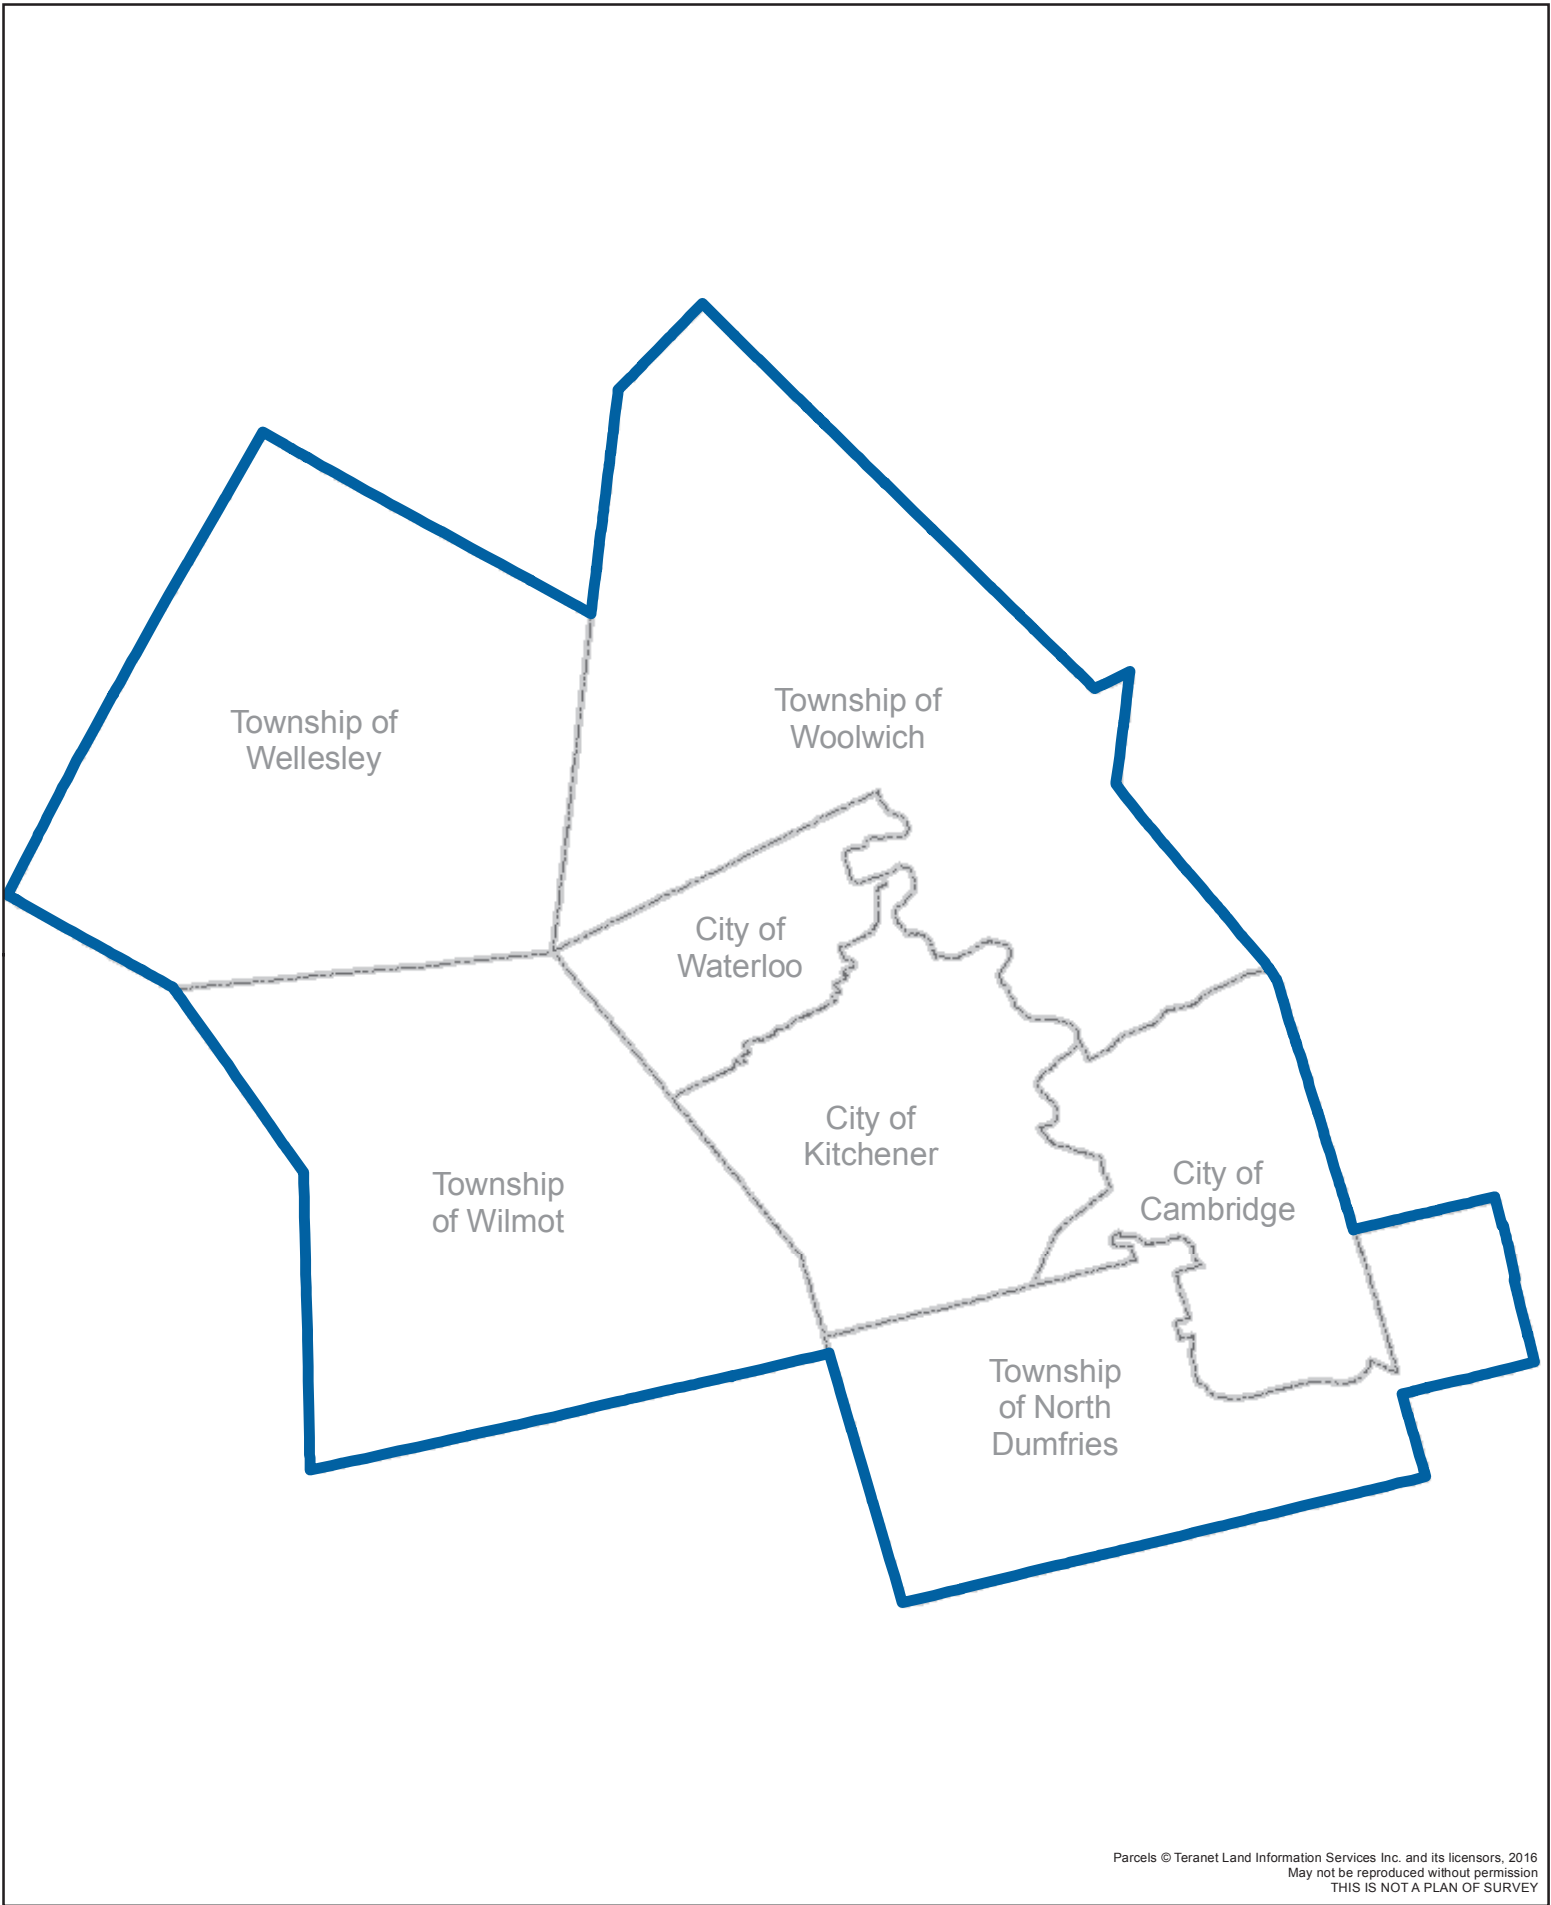 Township of
Woolwich
Township of
Wellesley
City of
Waterloo
City of
Kitchener
City of
Cambridge
Township
of Wilmot
Township
of North
Dumfries
Parcels © Teranet Land Information Services Inc. and its licensors, 2016
May not be reproduced without permission
THIS IS NOT A PLAN OF SURVEY